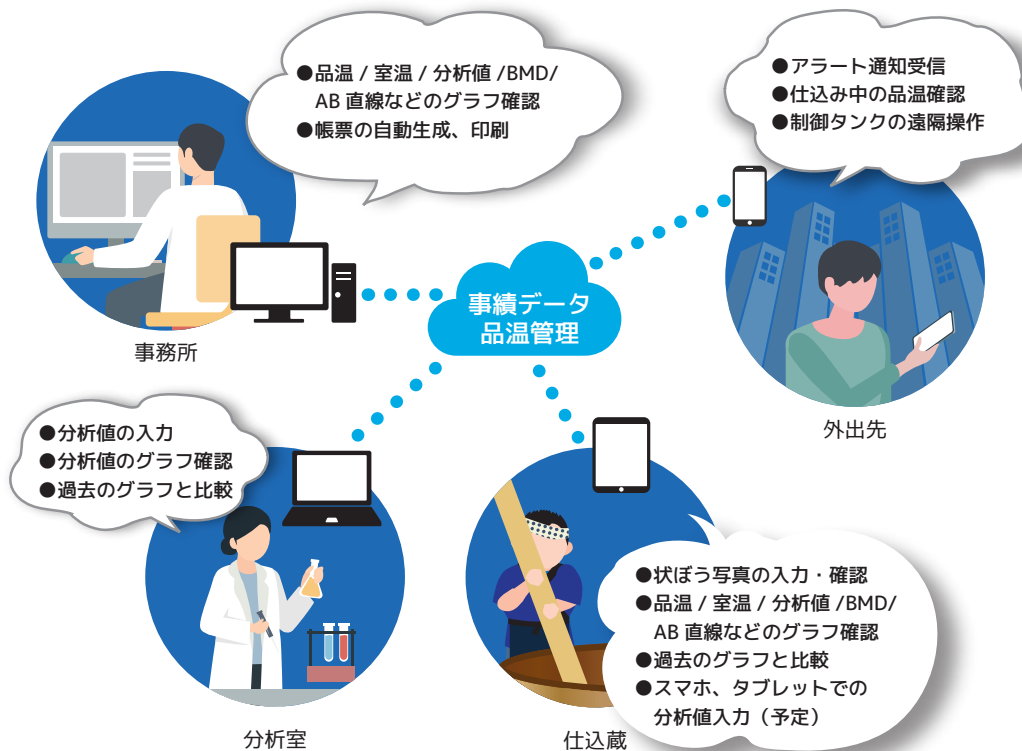 ●品温 / 室温 / 分析値 /BMD/
AB 直線などのグラフ確認
●帳票の自動生成、印刷
事務所
●アラート通知受信
●仕込み中の品温確認
●制御タンクの遠隔操作
外出先
事績データ
品温管理
●分析値の入力
●分析値のグラフ確認
●過去のグラフと比較
分析室
●状ぼう写真の入力・確認
●品温 / 室温 / 分析値 /BMD/
AB 直線などのグラフ確認
●過去のグラフと比較
●スマホ、タブレットでの
分析値入力（予定）
仕込蔵